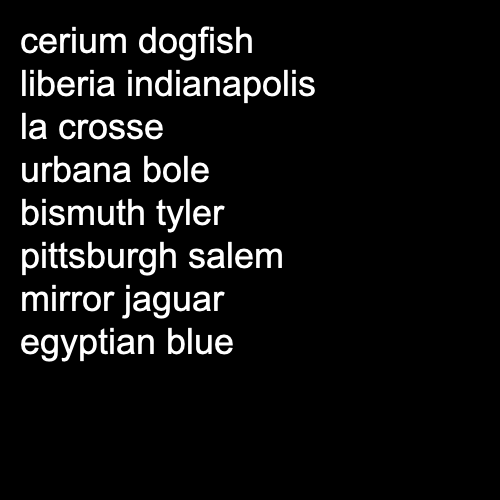 cerium dogfish
liberia indianapolis
la crosse
urbana bole
bismuth tyler
pittsburgh salem
mirror jaguar
egyptian blue